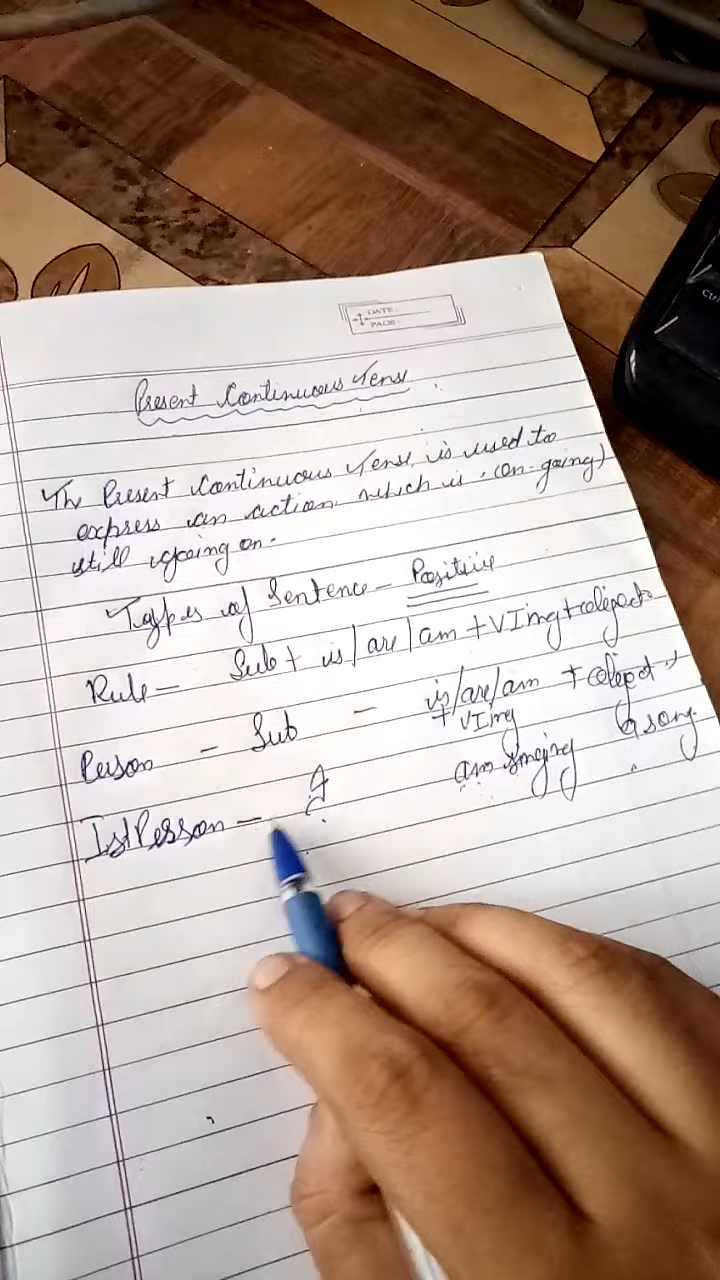 DATE
PAGE
Present Continuous Tense
The Present Continuous Tense is used to
express an action which is (on-going)
still going on.
Types of Sentence - Positive
Rule - Sub + is/are/am + VIing + object
Person - Sub - is/are/am + object
+ VIing
Ist Person - I am singing a song